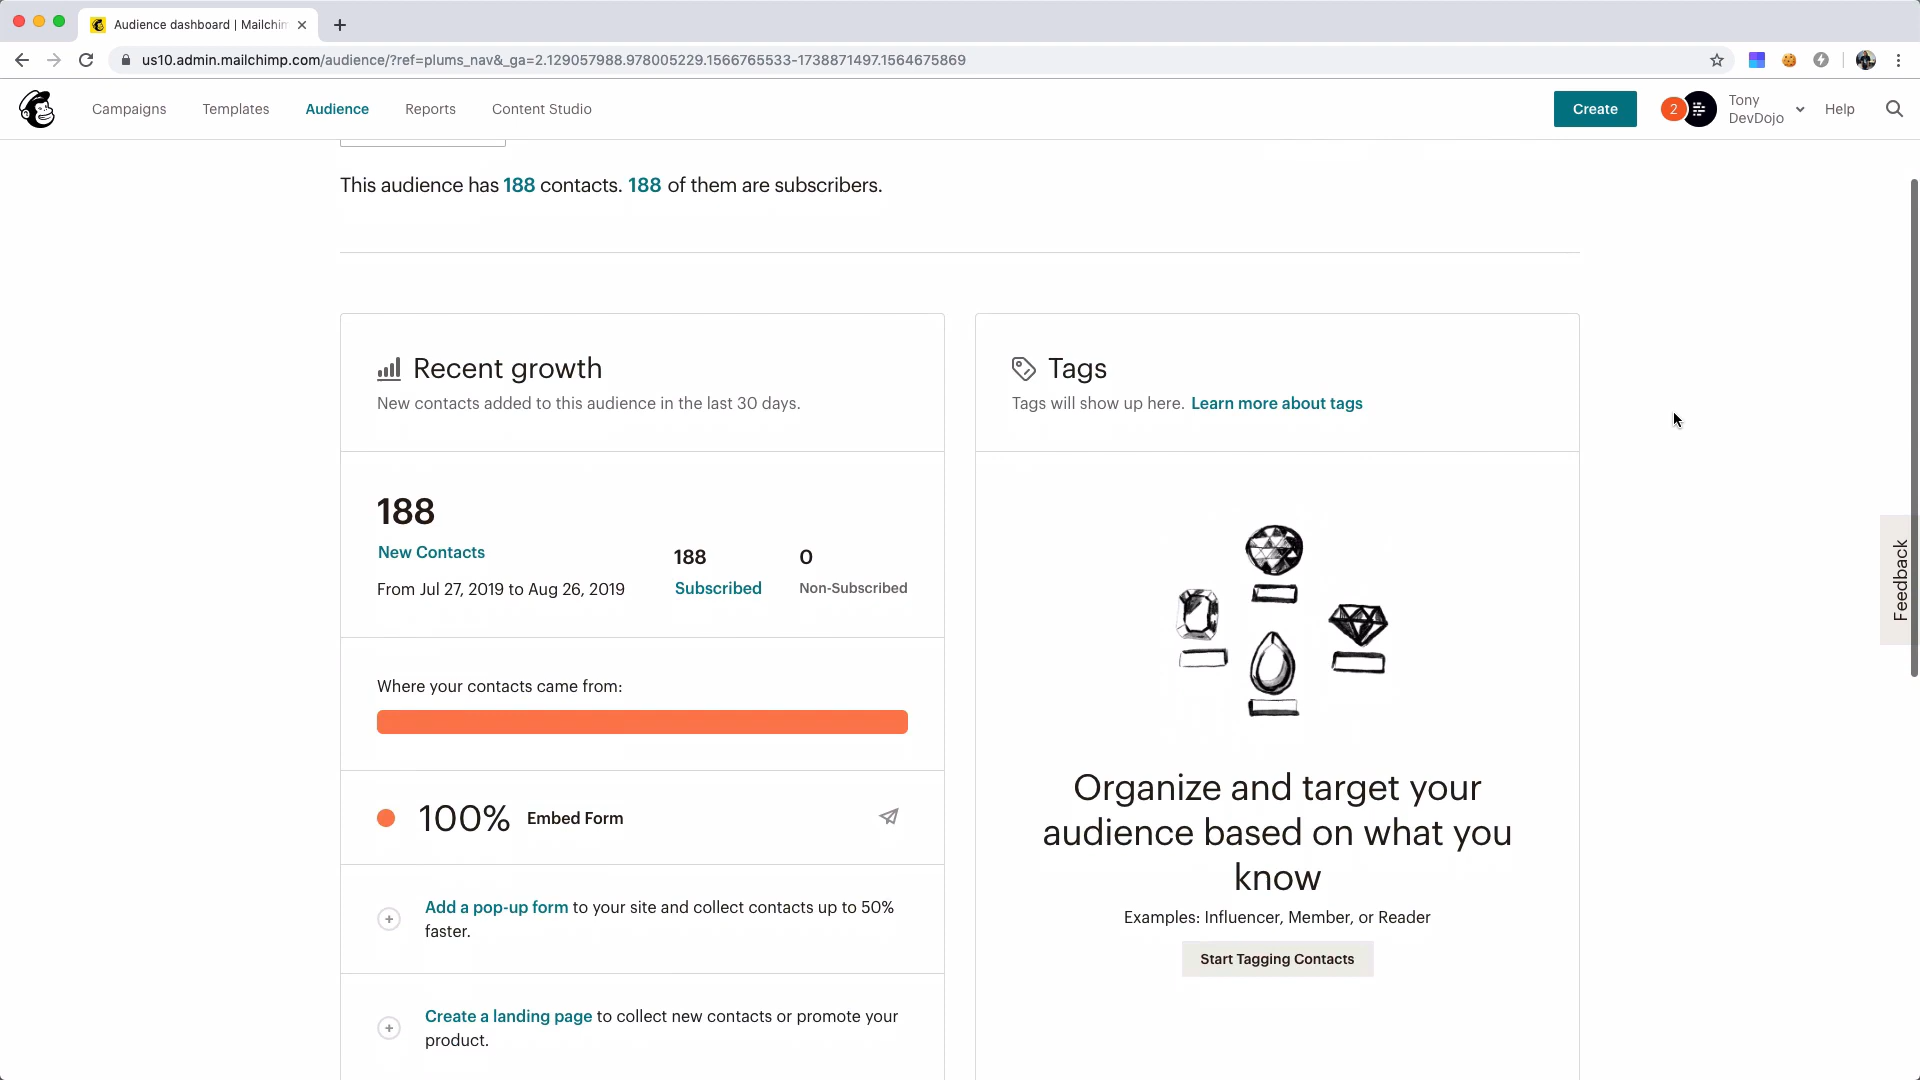 Audience dashboard | Mailchim
us10.admin.mailchimp.com/audience/?ref=plums_nav&_ga=2.129057988.978005229.1566765533-1738871497.1564675869
Campaigns Templates Audience Reports Content Studio Create 2 Tony DevDojo Help
This audience has 188 contacts. 188 of them are subscribers.
Recent growth
New contacts added to this audience in the last 30 days.
188
New Contacts
From Jul 27, 2019 to Aug 26, 2019
188
Subscribed
0
Non-Subscribed
Where your contacts came from:
100% Embed Form
Add a pop-up form to your site and collect contacts up to 50%
faster.
Create a landing page to collect new contacts or promote your
product.
Tags
Tags will show up here. Learn more about tags
Organize and target your
audience based on what you
know
Examples: Influencer, Member, or Reader
Start Tagging Contacts
Feedback